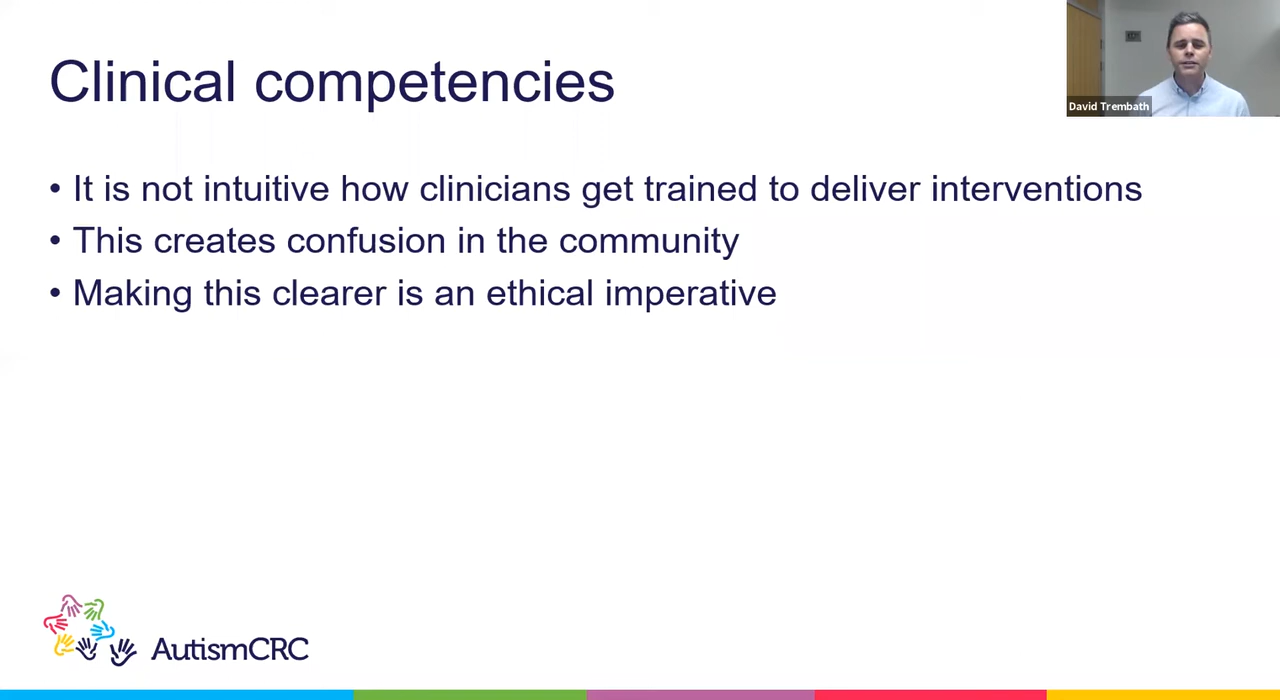 Clinical competencies
David Trembath
• It is not intuitive how clinicians get trained to deliver interventions
• This creates confusion in the community
• Making this clearer is an ethical imperative
AutismCRC